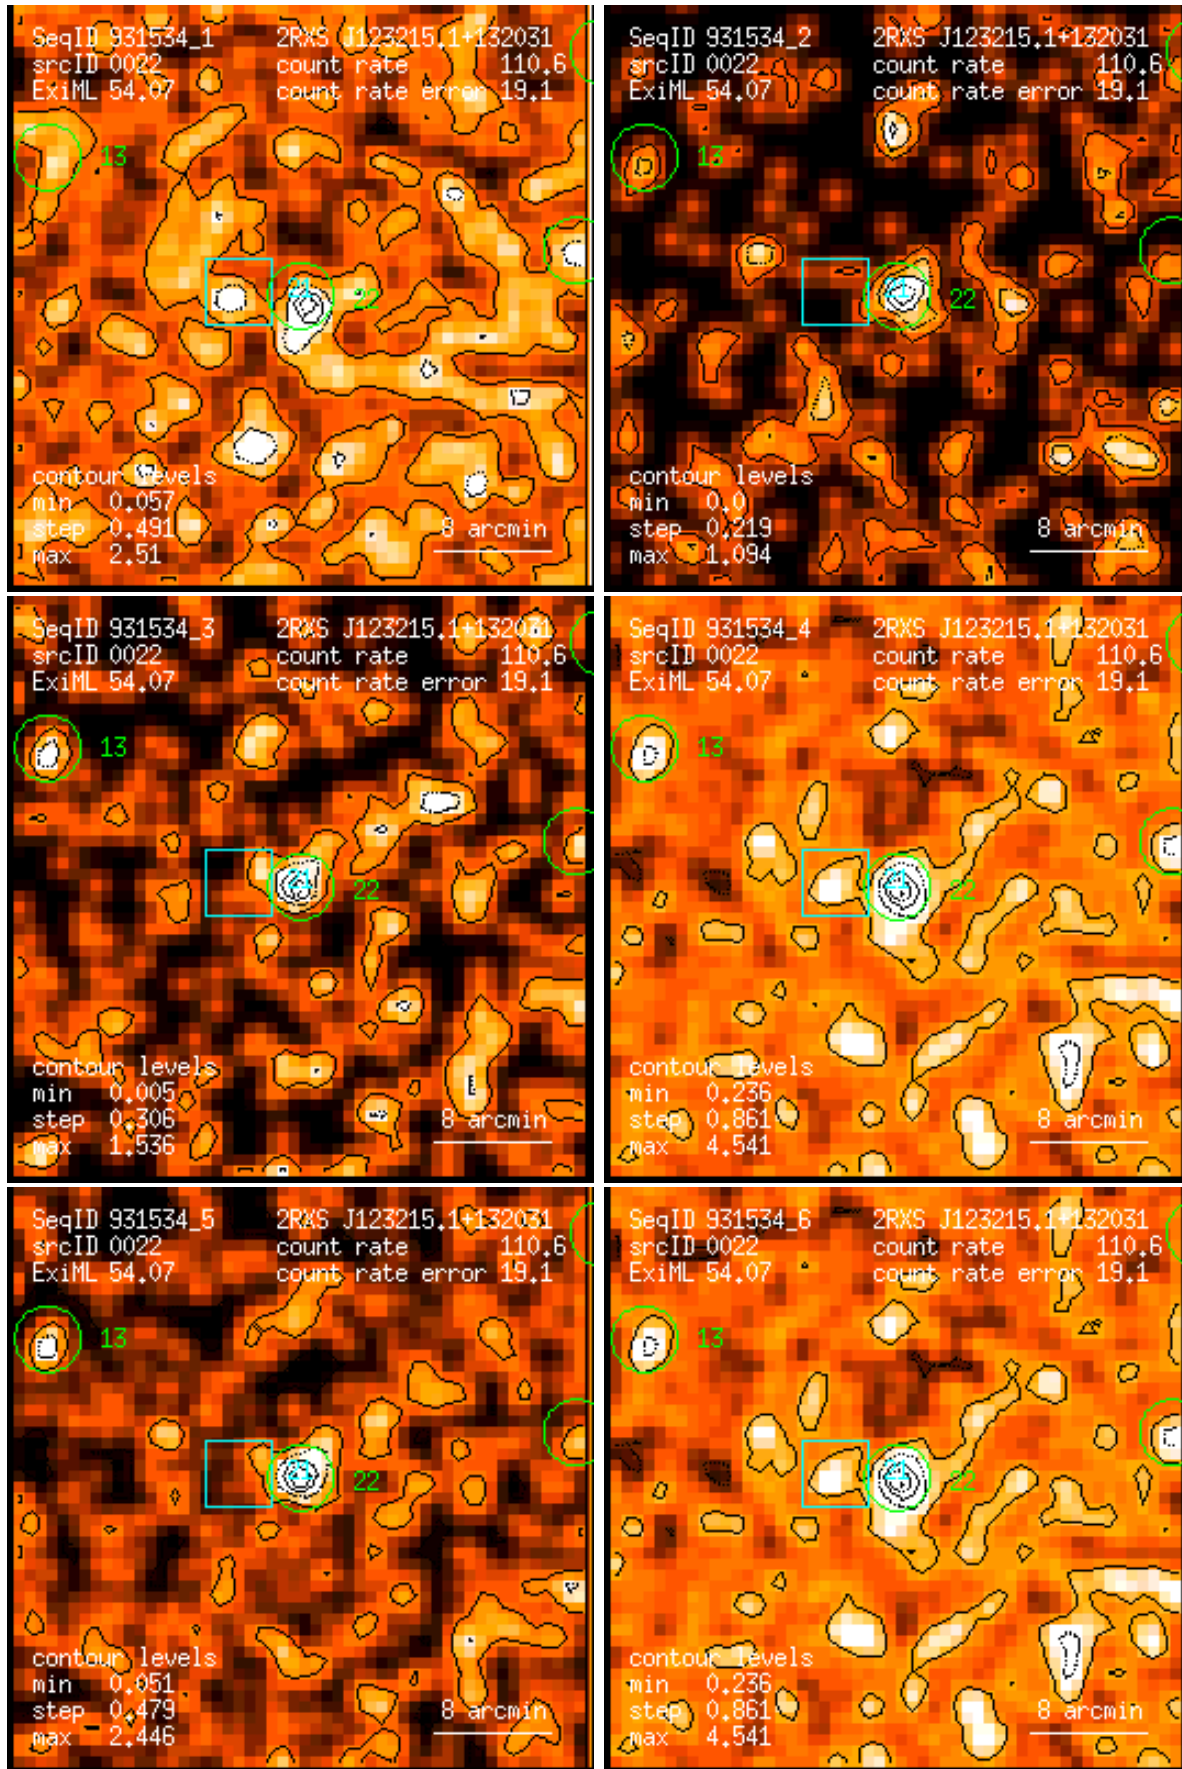 SeqID 931534_1 2RXS J123215.1+132031
srcID 0022 count rate 110.6
ExiML 54.07 count rate error 19.1
13
21
22
contour levels
min 0.057
step 0.491 8 arcmin
max 2.51
SeqID 931534_2 2RXS J123215.1+132031
srcID 0022 count rate 110.6
ExiML 54.07 count rate error 19.1
13
21
22
contour levels
min 0.0
step 0.219 8 arcmin
max 1.094
SeqID 931534_3 2RXS J123215.1+132031
srcID 0022 count rate 110.6
ExiML 54.07 count rate error 19.1
13
21
22
contour levels
min 0.005
step 0.306 8 arcmin
max 1.536
SeqID 931534_4 2RXS J123215.1+132031
srcID 0022 count rate 110.6
ExiML 54.07 count rate error 19.1
13
21
22
contour levels
min 0.236
step 0.861 8 arcmin
max 4.541
SeqID 931534_5 2RXS J123215.1+132031
srcID 0022 count rate 110.6
ExiML 54.07 count rate error 19.1
13
21
22
contour levels
min 0.051
step 0.479 8 arcmin
max 2.446
SeqID 931534_6 2RXS J123215.1+132031
srcID 0022 count rate 110.6
ExiML 54.07 count rate error 19.1
13
21
22
contour levels
min 0.236
step 0.861 8 arcmin
max 4.541